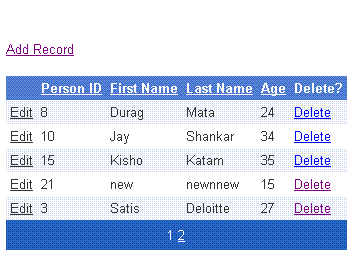 Add Record
Person ID First Name Last Name Age Delete?
Edit 8 Durag Mata 24 Delete
Edit 10 Jay Shankar 34 Delete
Edit 15 Kisho Katam 35 Delete
Edit 21 new newnnew 15 Delete
Edit 3 Satis Deloitte 27 Delete
1 2